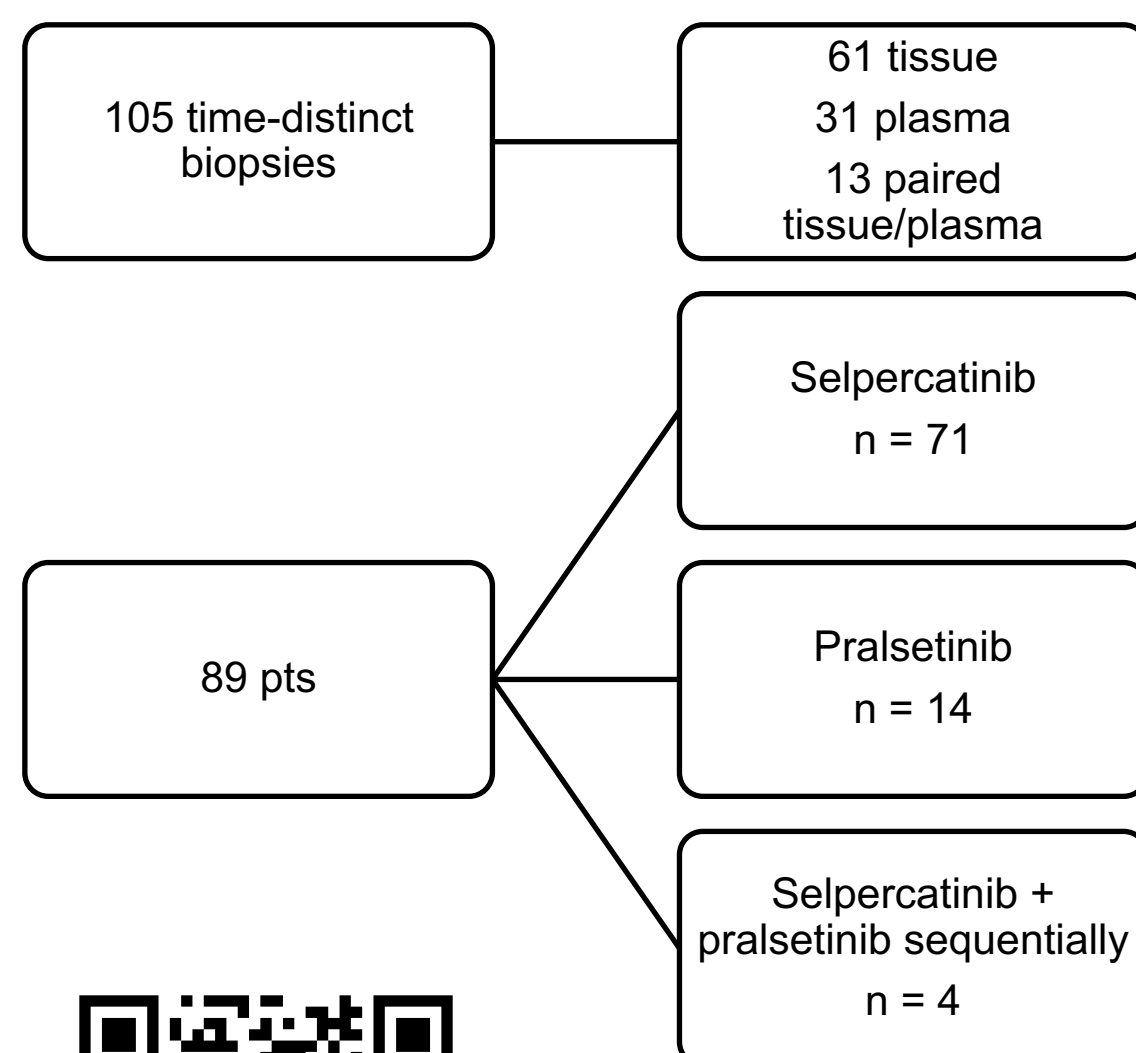 105 time-distinct
biopsies
61 tissue
31 plasma
13 paired
tissue/plasma
89 pts
Selpercatinib
n = 71
Pralsetinib
n = 14
Selpercatinib +
pralsetinib sequentially
n = 4